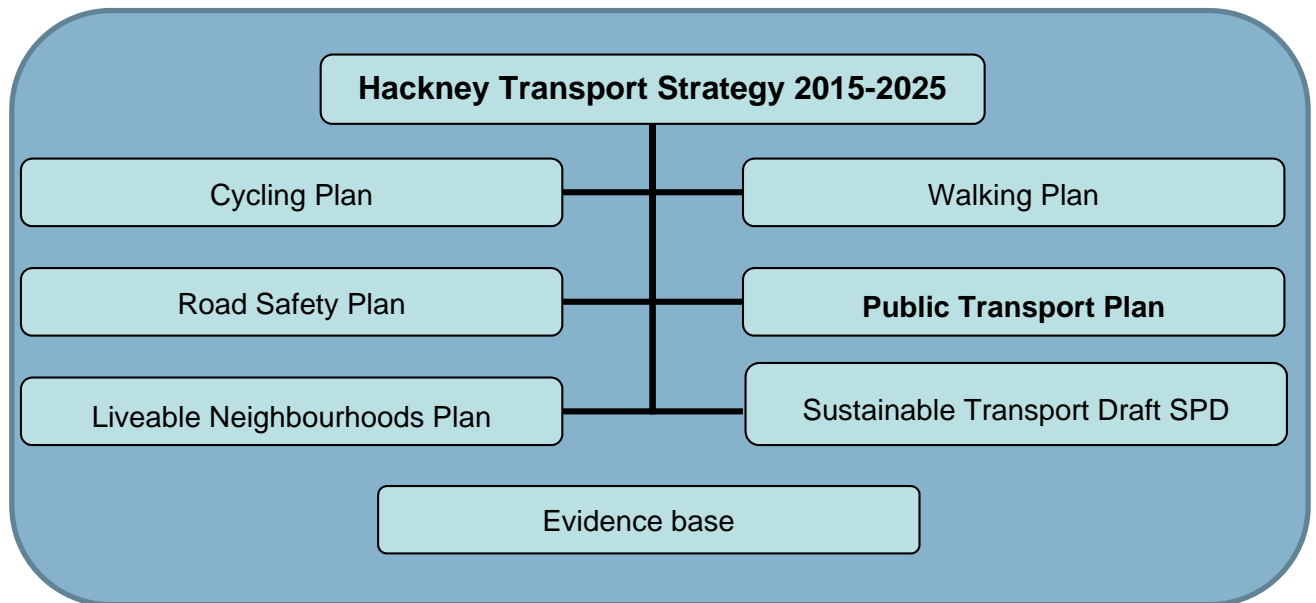 Hackney Transport Strategy 2015-2025
Cycling Plan
Walking Plan
Road Safety Plan
Public Transport Plan
Liveable Neighbourhoods Plan
Sustainable Transport Draft SPD
Evidence base